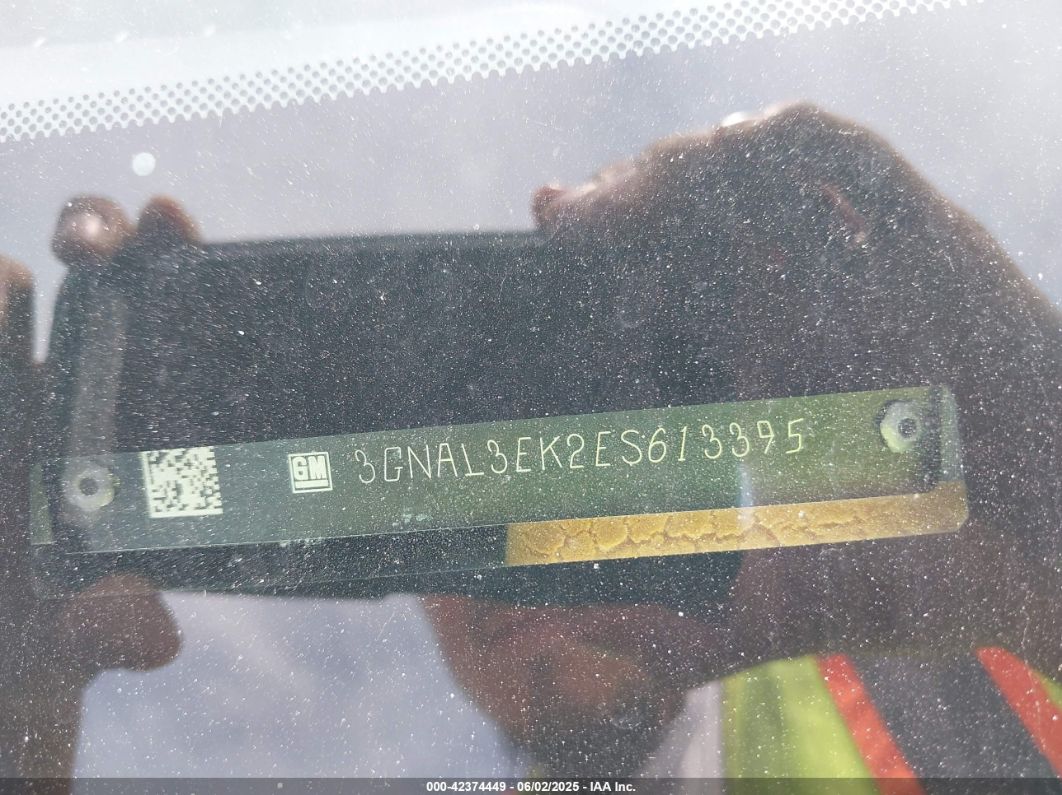 GM 3GNAL3EK2ES613395
000-42374449 - 06/02/2025 - IAA Inc.